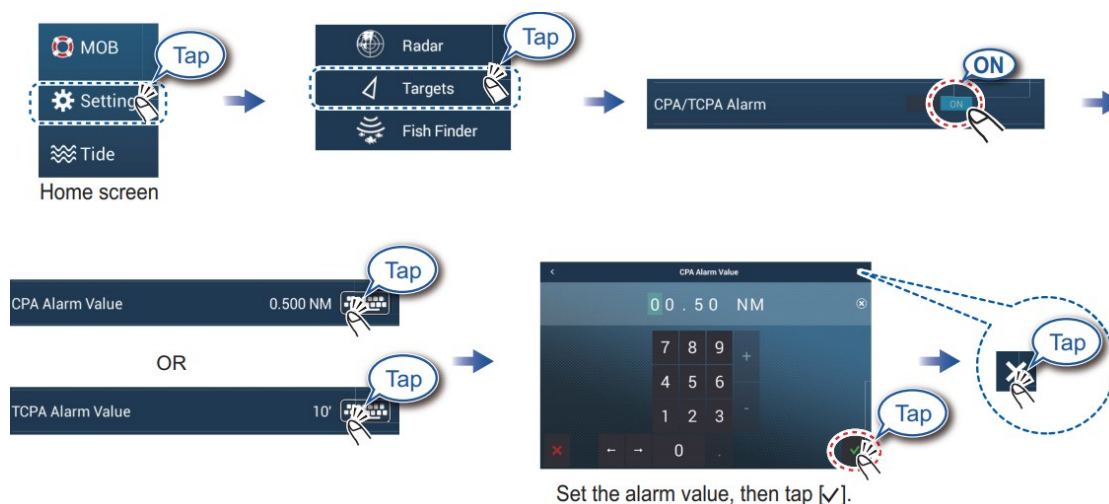 MOB
Tap
Setting
Tide
Home screen
Radar
Tap
Targets
Fish Finder
ON
CPA/TCPA Alarm
ON
Tap
CPA Alarm Value 0.500 NM
OR
Tap
TCPA Alarm Value 10'
CPA Alarm Value
00.50 NM
7 8 9 +
4 5 6
1 2 3 -
← → 0 .
Tap
Tap
Set the alarm value, then tap [✓].